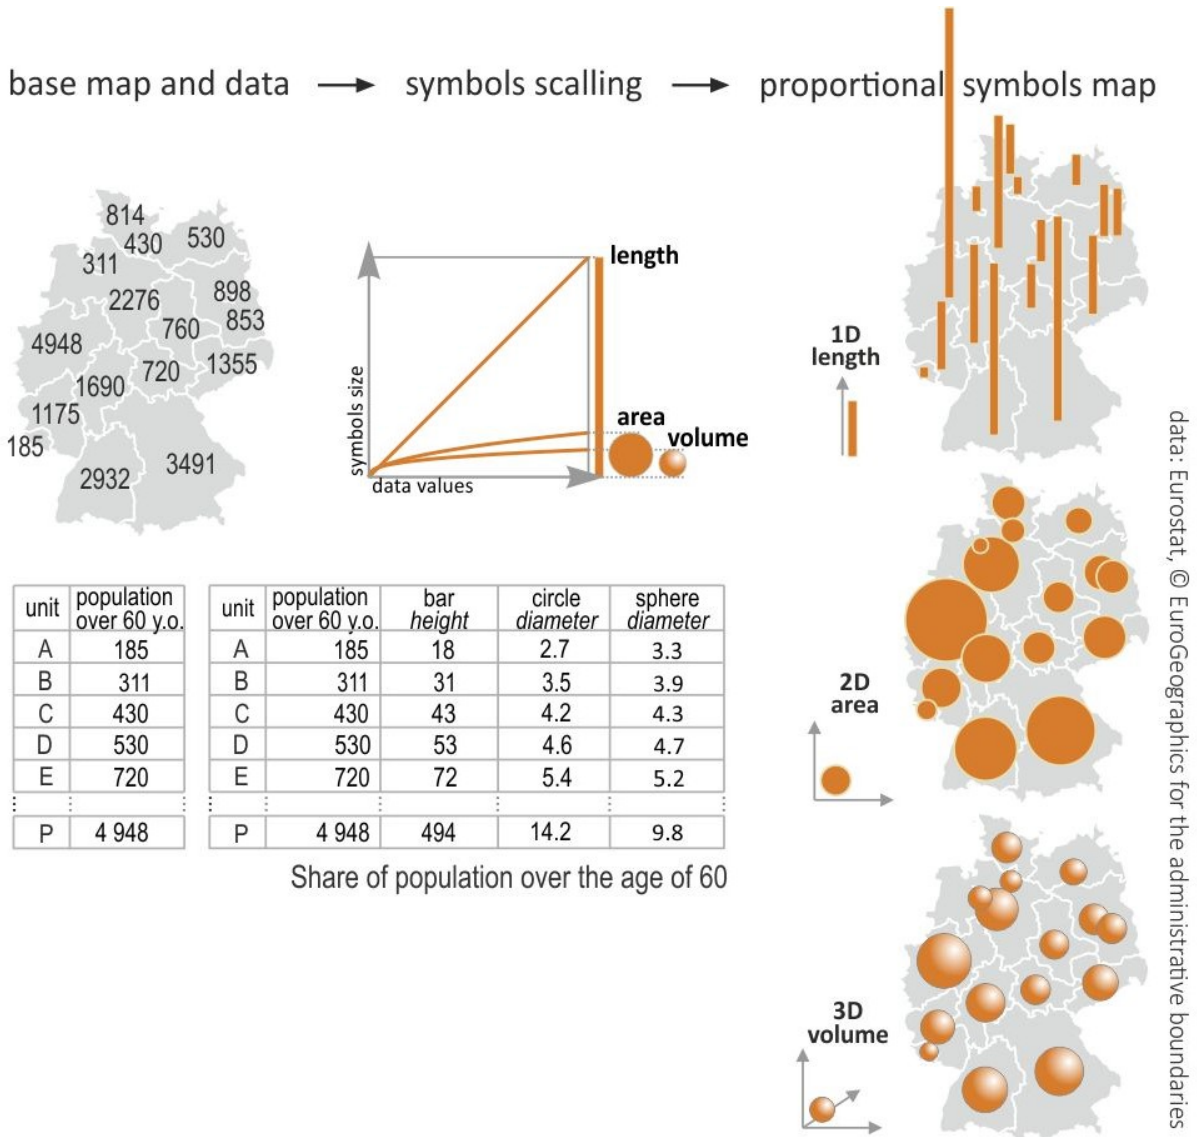 base map and data → symbols scalling → proportional symbols map
814
430
530
311
2276
898
853
760
4948
1355
720
1690
1175
185
3491
2932
length
area
volume
symbols size
data values
1D
length
2D
area
3D
volume
unit population over 60 y.o.
A 185
B 311
C 430
D 530
E 720
P 4 948
unit population over 60 y.o. bar height circle diameter sphere diameter
A 185 18 2.7 3.3
B 311 31 3.5 3.9
C 430 43 4.2 4.3
D 530 53 4.6 4.7
E 720 72 5.4 5.2
P 4 948 494 14.2 9.8
Share of population over the age of 60
data: Eurostat, © EuroGeographics for the administrative boundaries